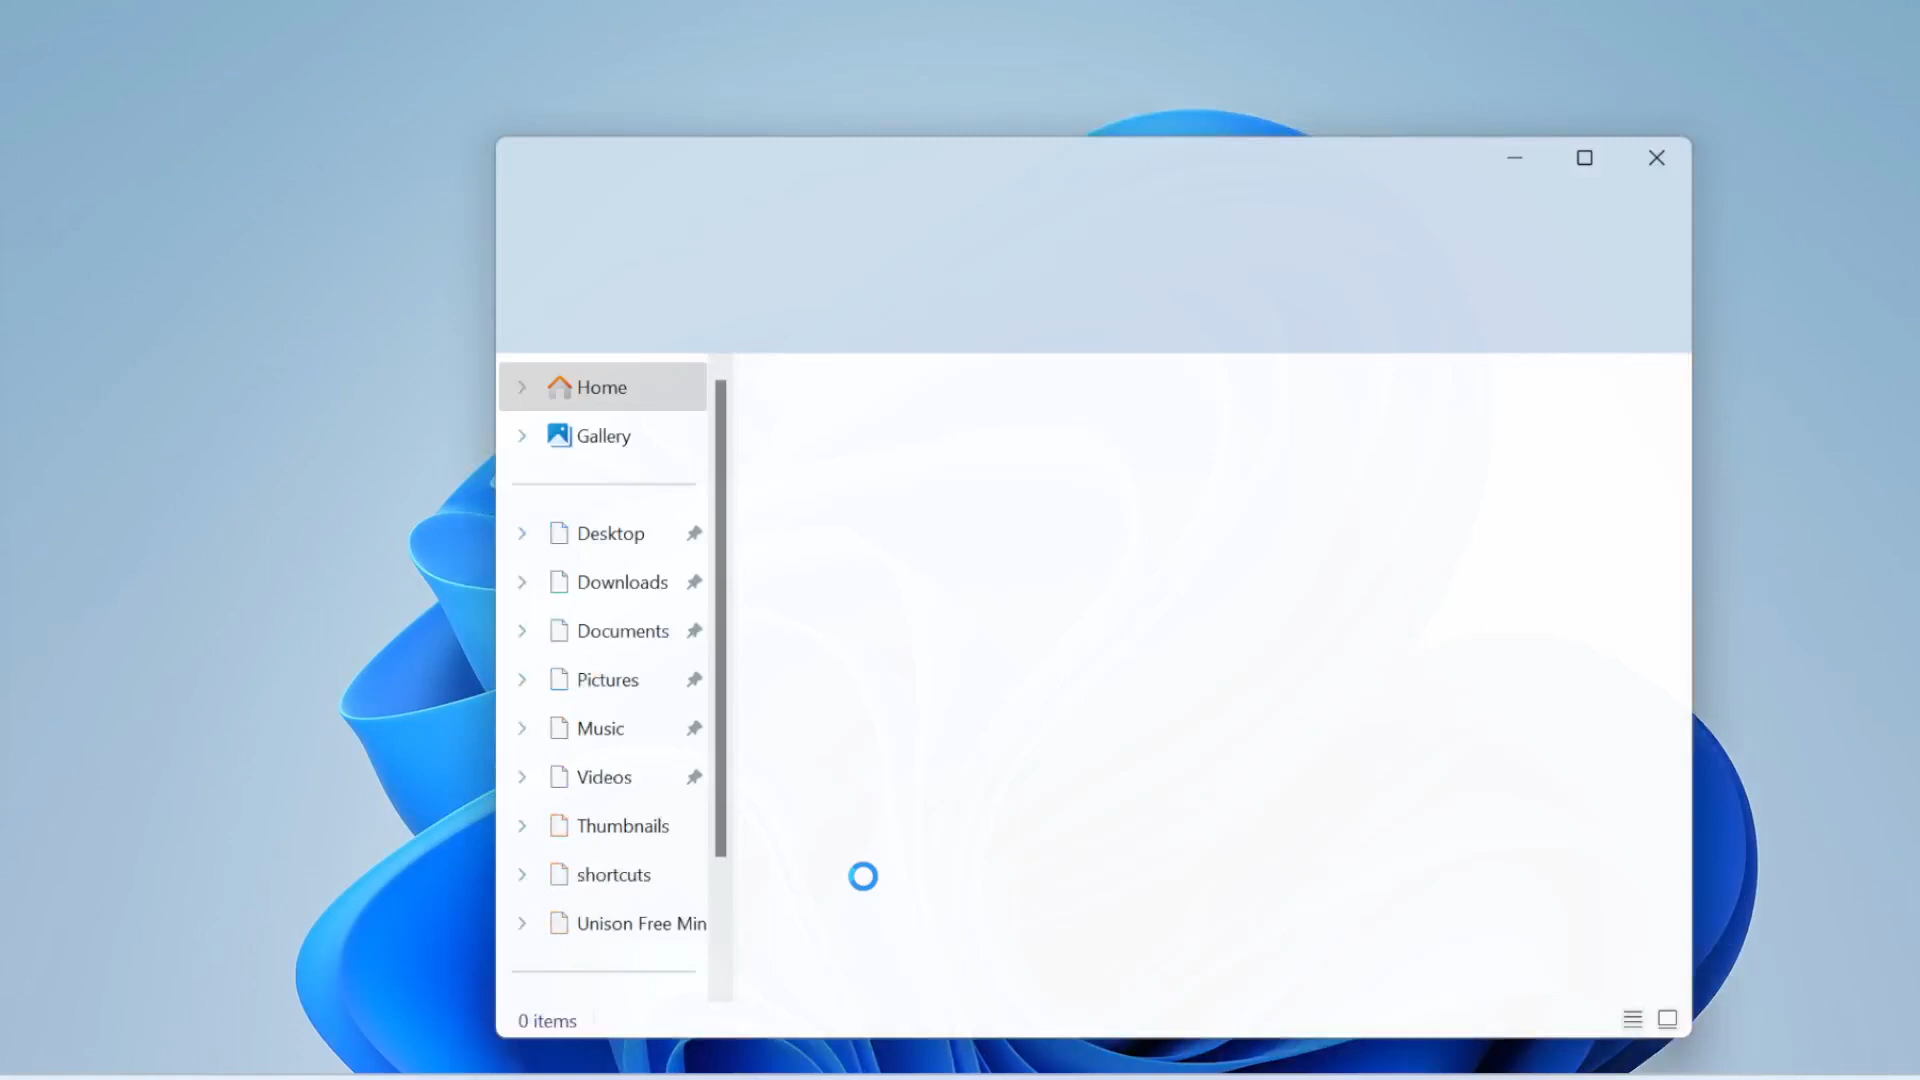 Home
Gallery
Desktop
Downloads
Documents
Pictures
Music
Videos
Thumbnails
shortcuts
Unison Free Min
0 items